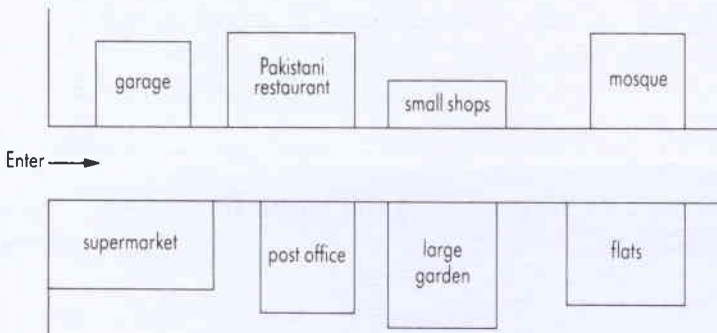 garage
Pakistani
restaurant
small shops
mosque
Enter
supermarket
post office
large
garden
flats